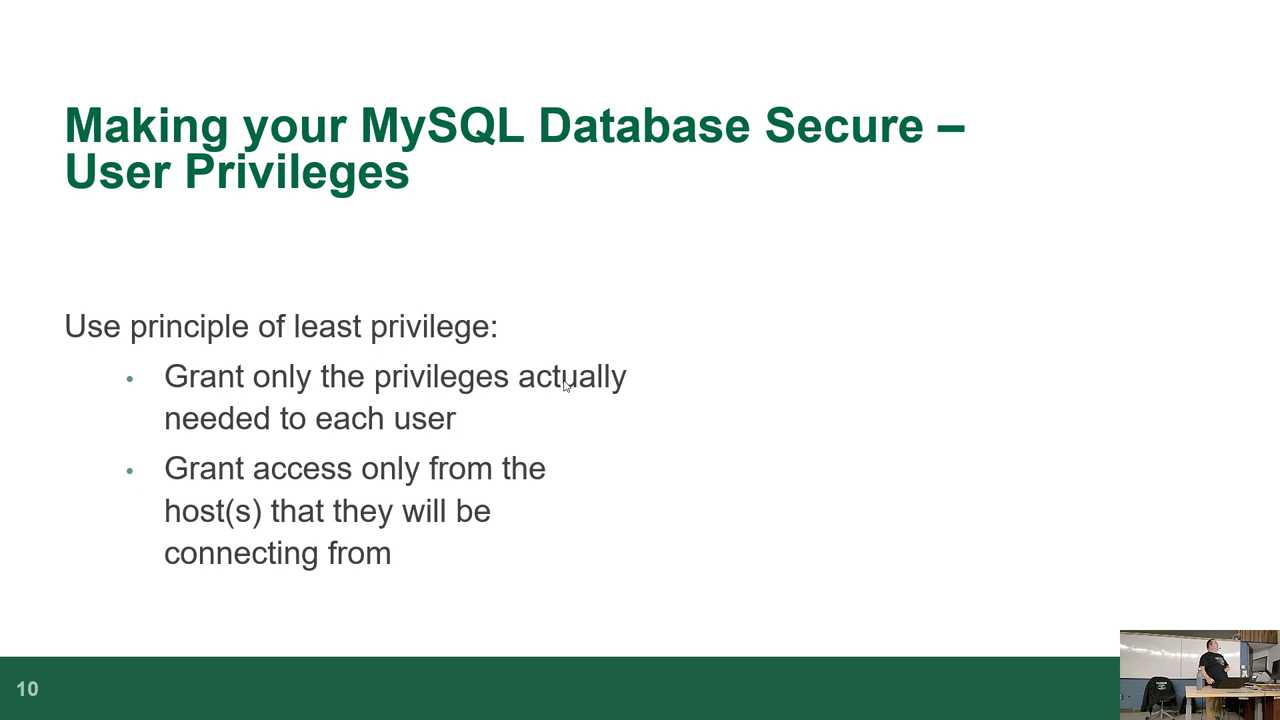 Making your MySQL Database Secure –
User Privileges
Use principle of least privilege:
• Grant only the privileges actually
needed to each user
• Grant access only from the
host(s) that they will be
connecting from
10